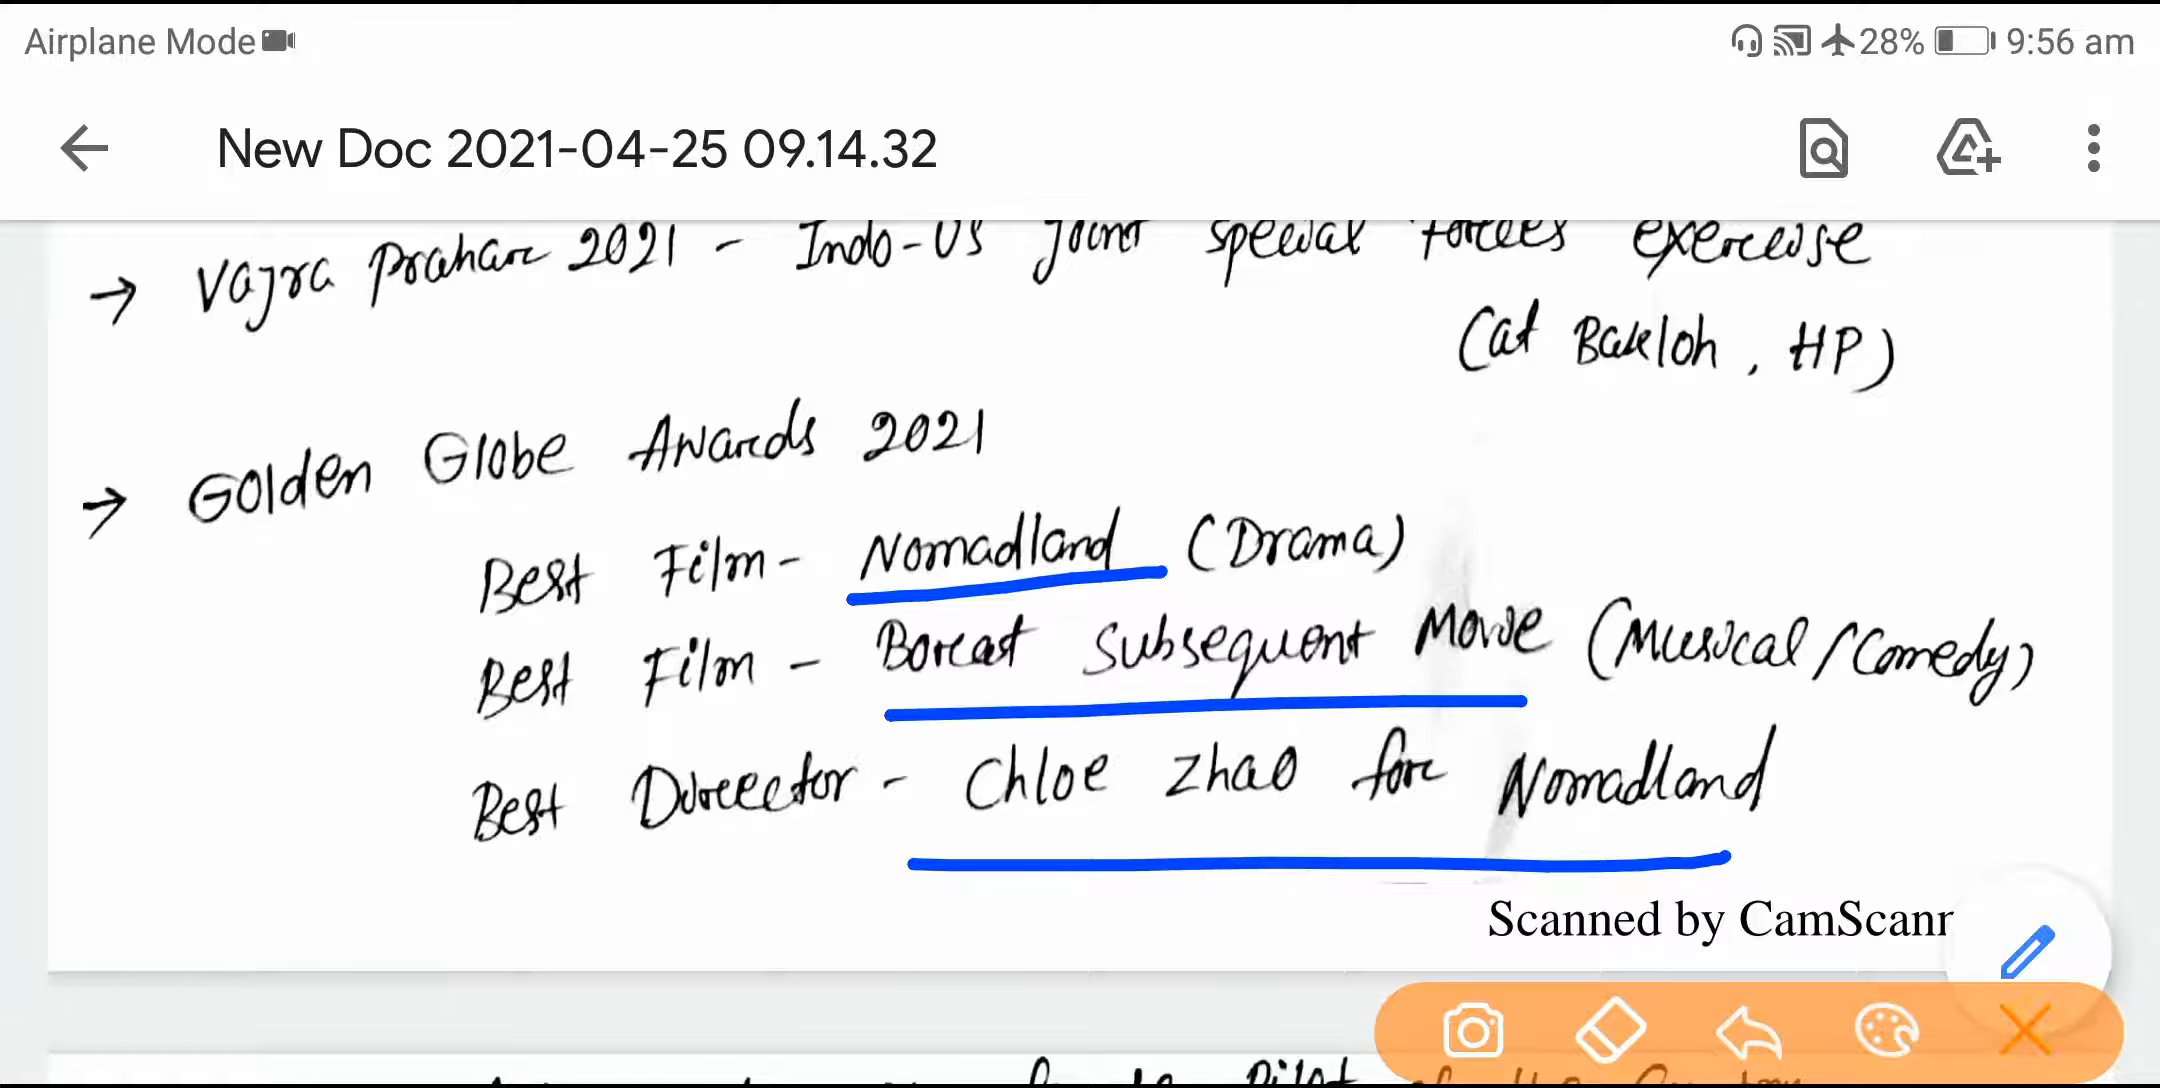 Airplane Mode 28% 9:56 am
New Doc 2021-04-25 09.14.32
→ Vajra Prahar 2021 - Indo-US Joint special forces exercise
(at Bakloh, HP)
→ Golden Globe Awards 2021
Best Film - Nomadland (Drama)
Best Film - Boreat Subsequent Movie (Musical/Comedy)
Best Director - Chloe Zhao for Nomadland
Scanned by CamScanr